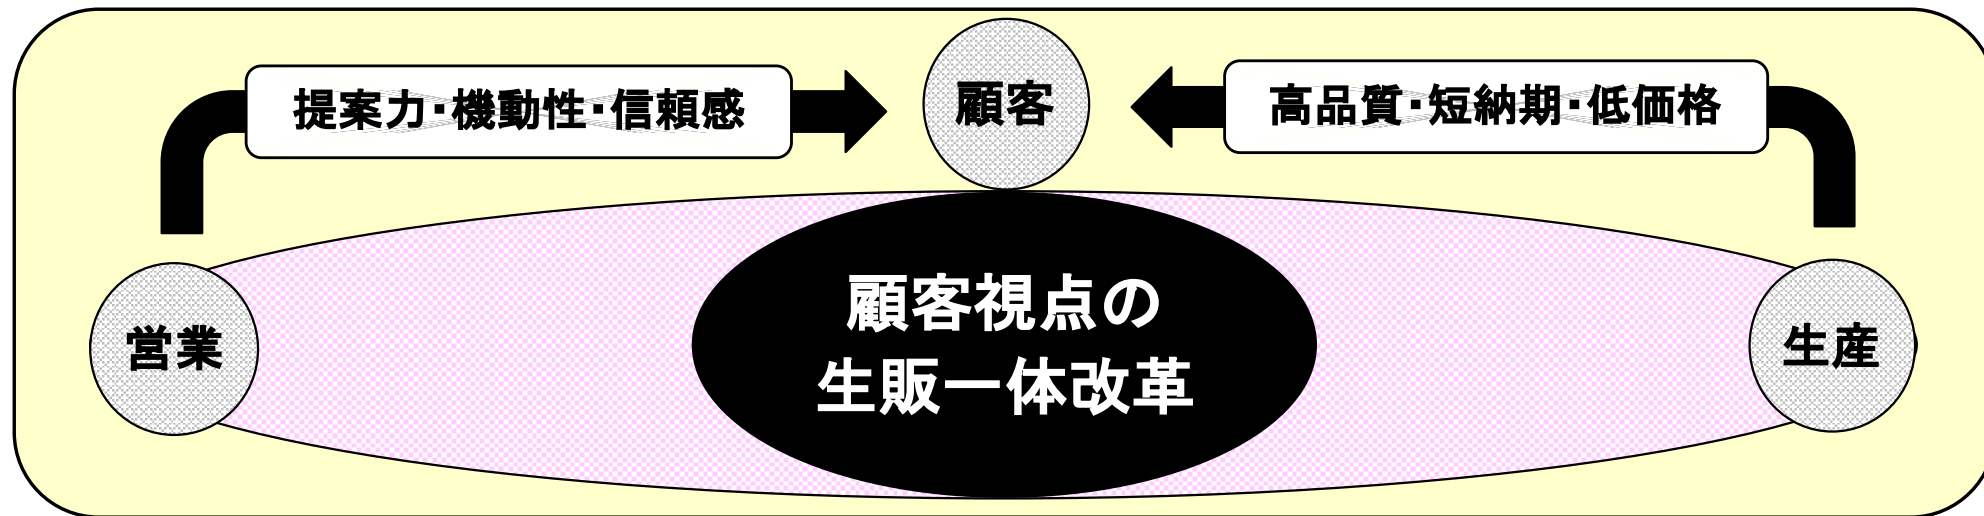 顧客
提案力・機動性・信頼感
高品質・短納期・低価格
顧客視点の
生販一体改革
営業
生産